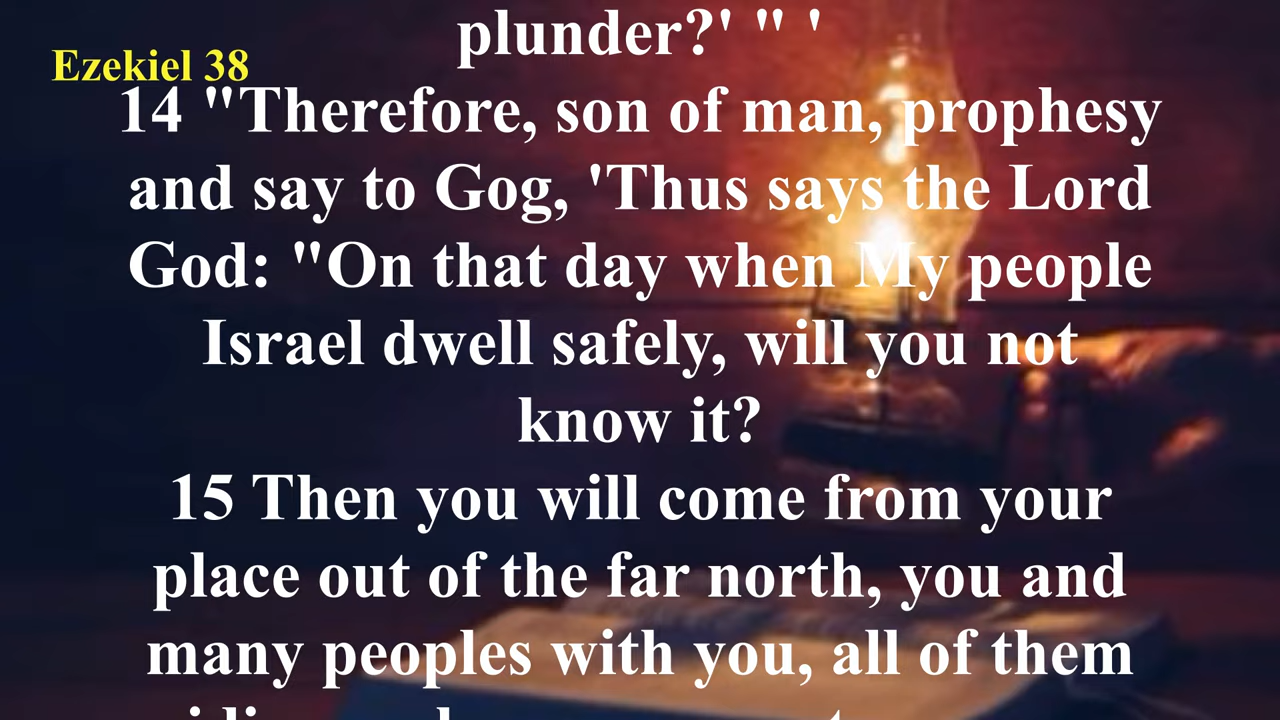 plunder?' " '
Ezekiel 38
14 "Therefore, son of man, prophesy
and say to Gog, 'Thus says the Lord
God: "On that day when My people
Israel dwell safely, will you not
know it?
15 Then you will come from your
place out of the far north, you and
many peoples with you, all of them